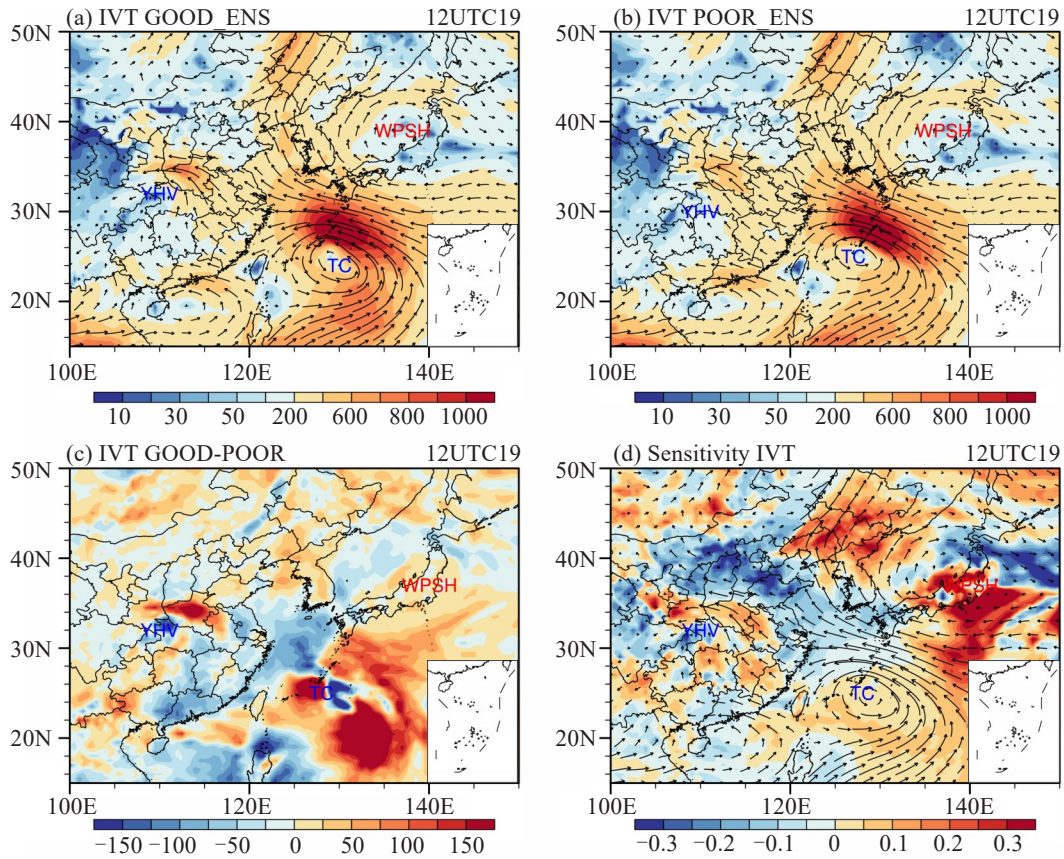 (a) IVT GOOD_ENS 12UTC19 (b) IVT POOR_ENS 12UTC19
50N 50N
40N WPSH 40N WPSH
YHV
30N 30N YHV
TC TC
20N 20N
100E 120E 140E 100E 120E 140E
10 30 50 200 600 800 1000 10 30 50 200 600 800 1000
(c) IVT GOOD-POOR 12UTC19 (d) Sensitivity IVT 12UTC19
50N 50N
40N 40N
WPSH WPSH
YHV YHV
30N 30N
TC TC
20N 20N
100E 120E 140E 100E 120E 140E
−150 −100 −50 0 50 100 150 −0.3 −0.2 −0.1 0 0.1 0.2 0.3